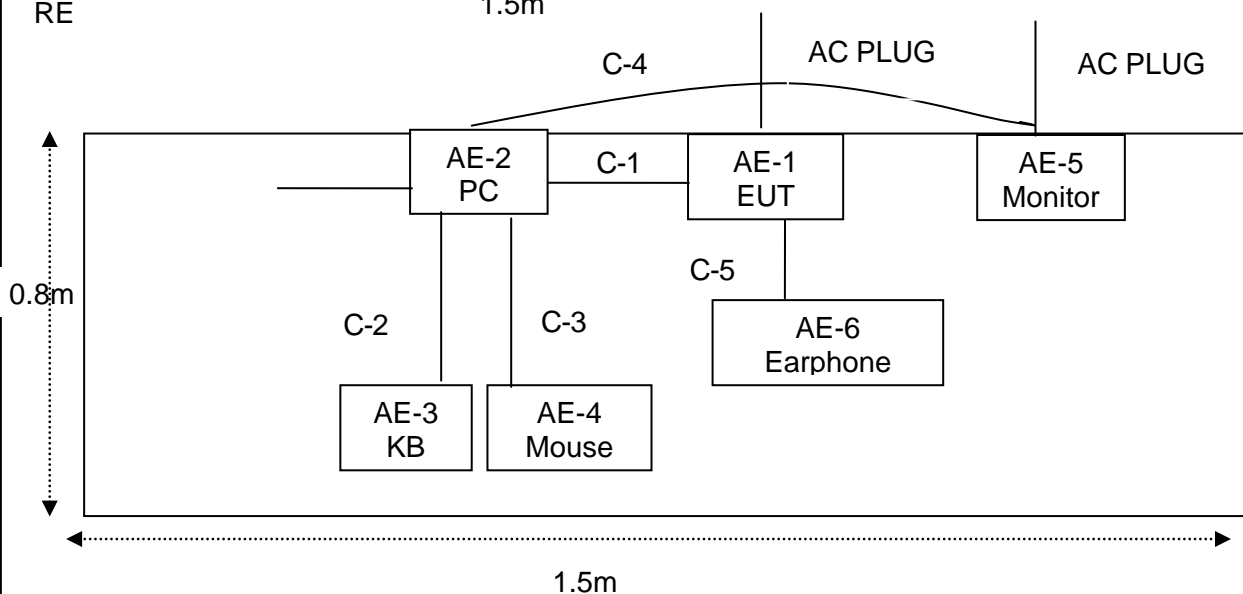 RE
1.5m
AC PLUG
AC PLUG
C-4
AE-2
PC
C-1
AE-1
EUT
AE-5
Monitor
C-5
0.8m
C-2
C-3
AE-6
Earphone
AE-3
KB
AE-4
Mouse
1.5m